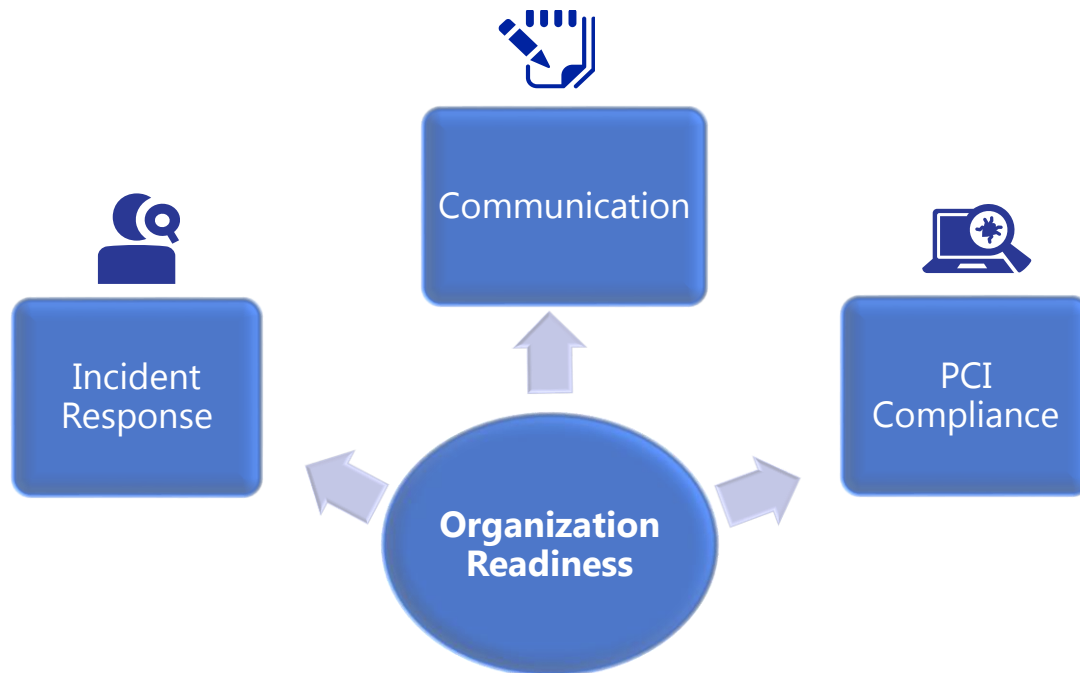 Communication
Incident
Response
PCI
Compliance
Organization
Readiness